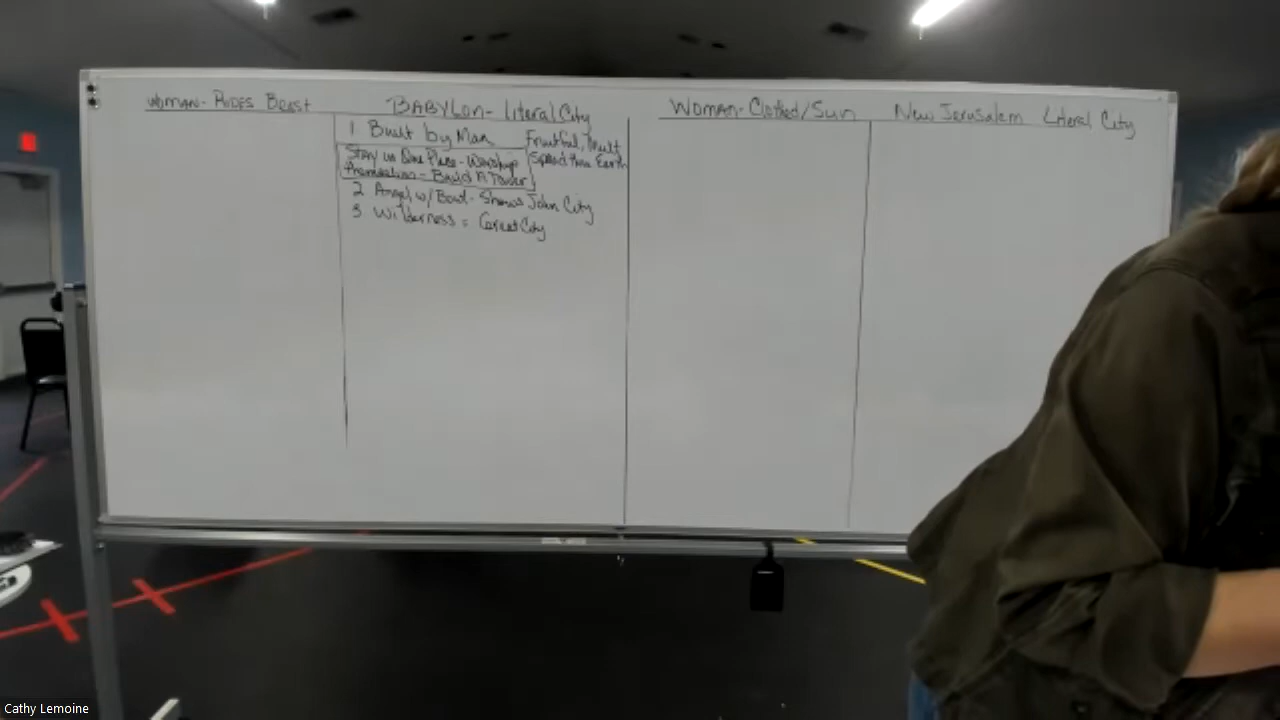 Woman - Rides Beast
BABYLON - Literal City
Woman - Clothed/Sun
New Jerusalem Literal City
1 Built by Man
Fruitful, Mult
Spread thru Earth
Stay in One Place - Worship
themselves - Build A Tower
2 Angel w/Bowl - Shows John City
3 Wilderness = Great City
Cathy Lemoine